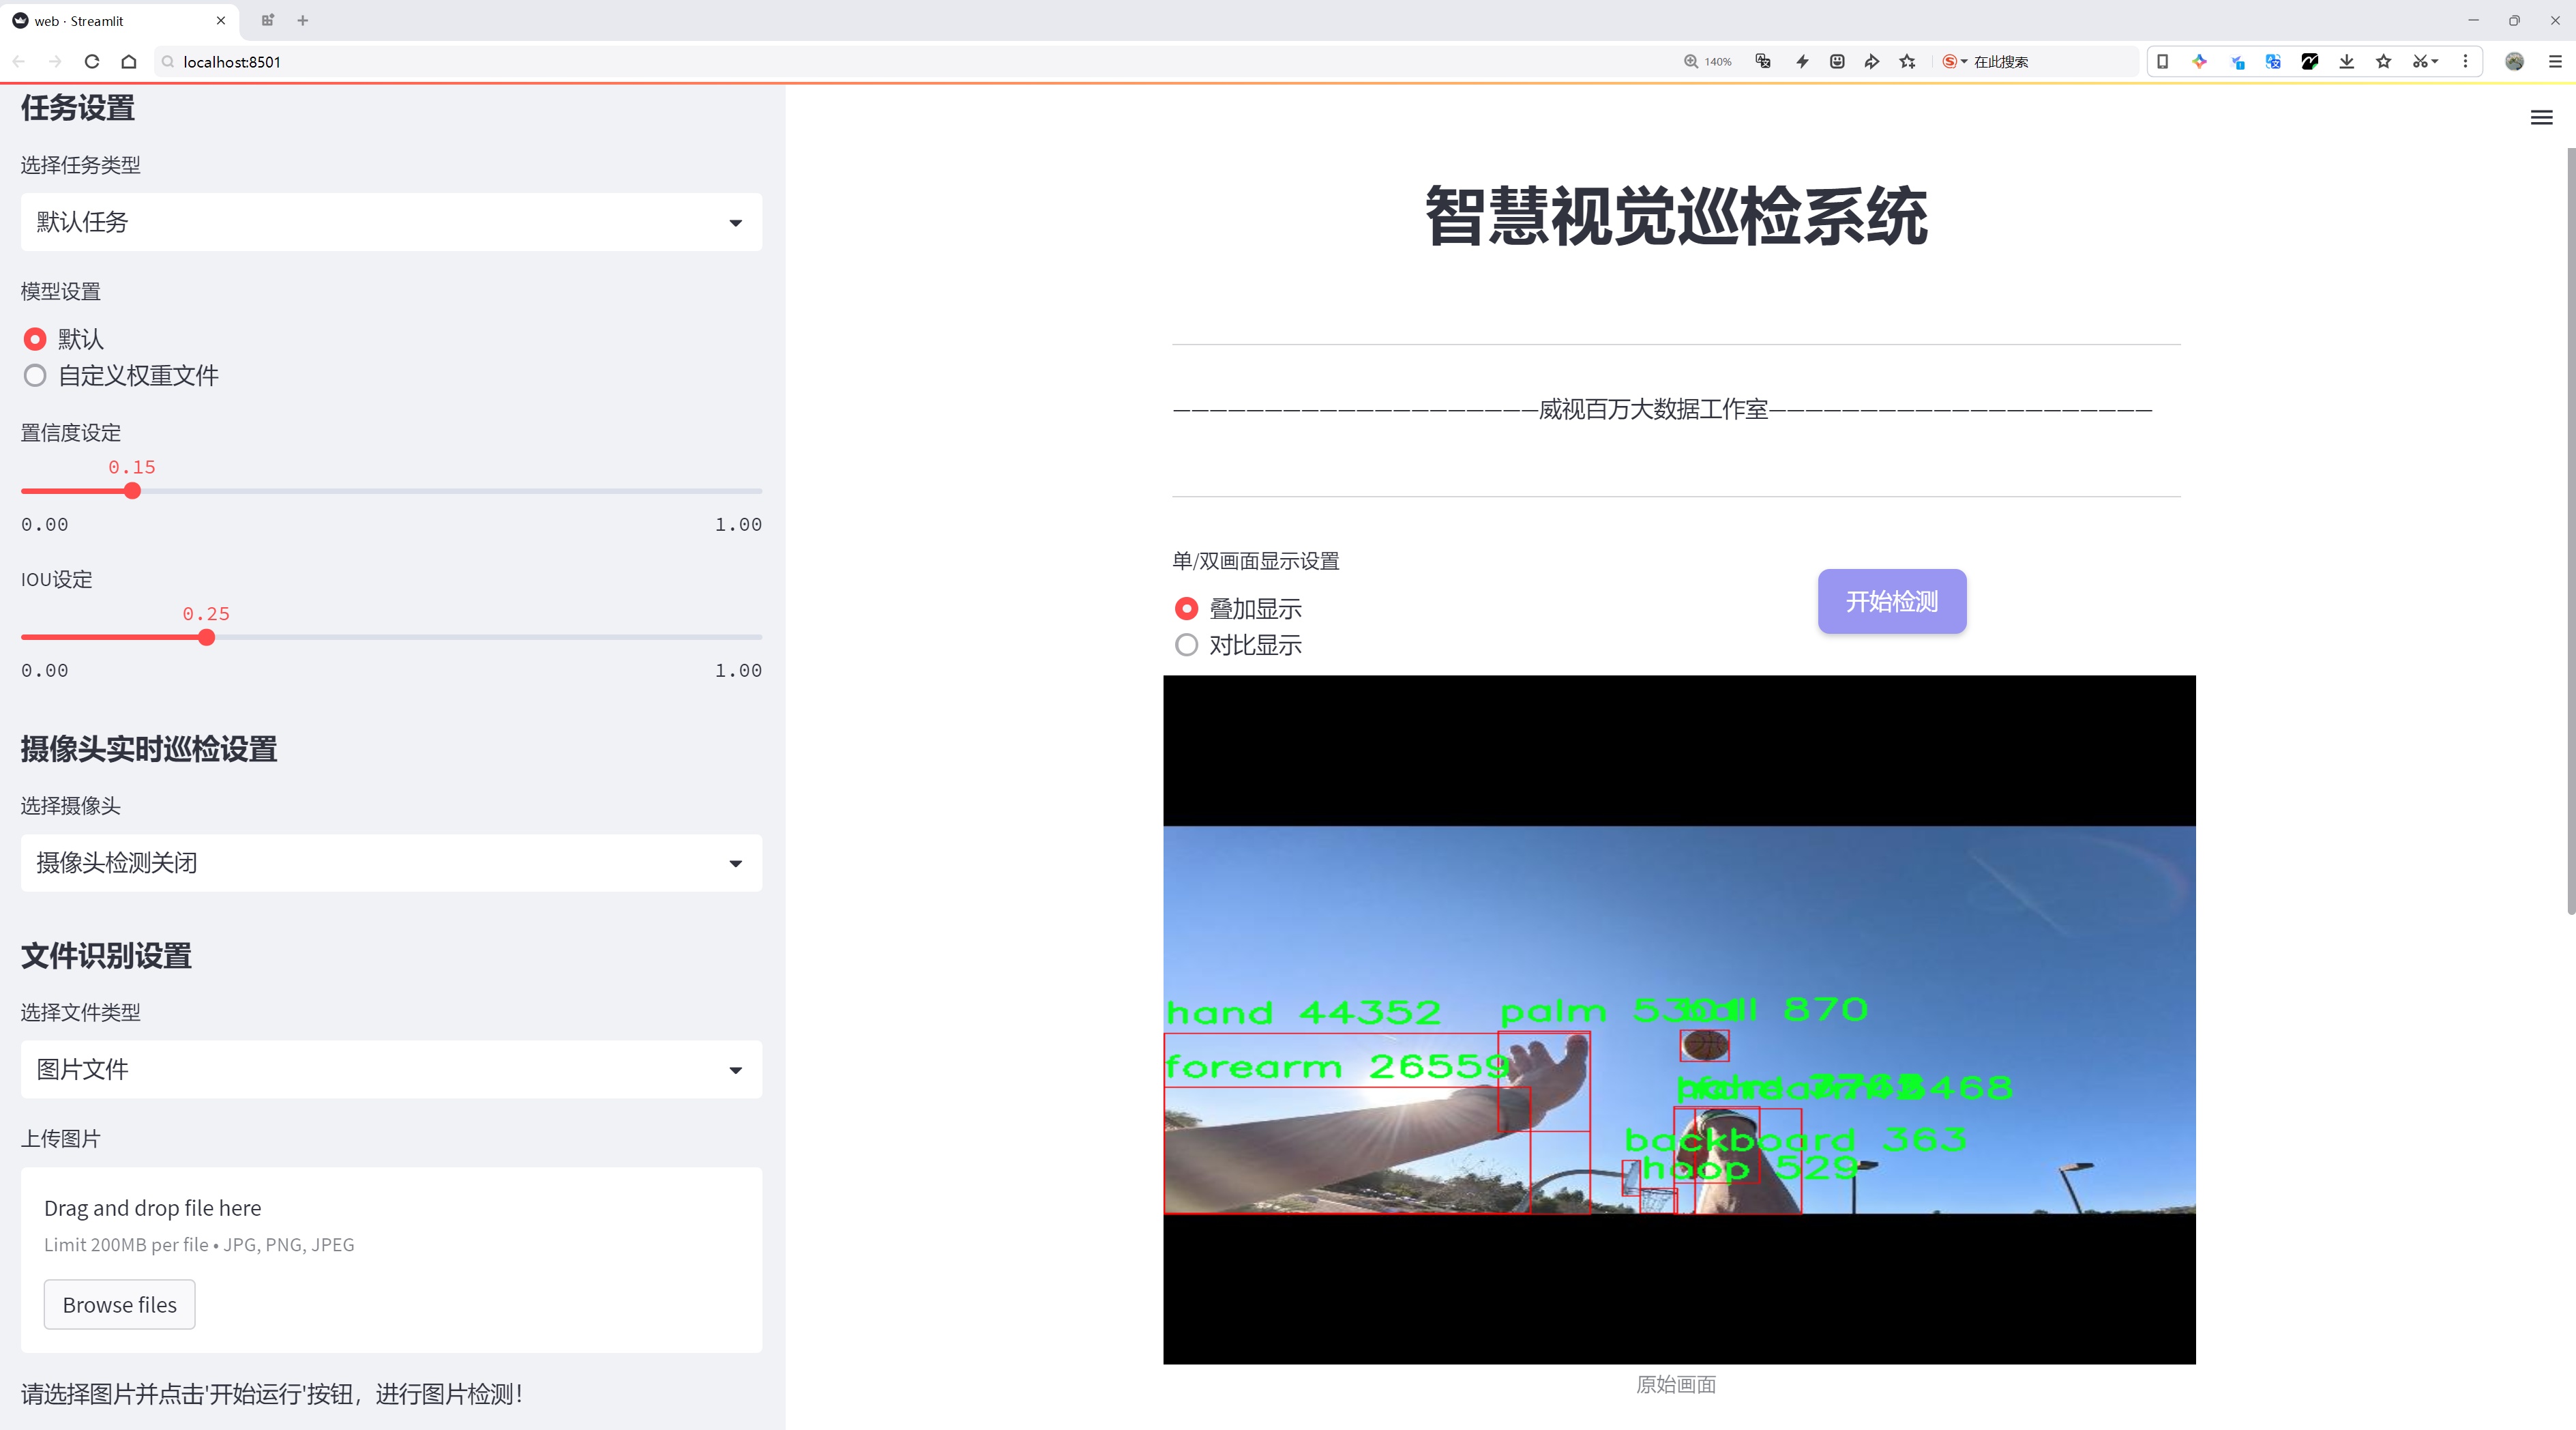 web · Streamlit
localhost:8501
140%
在此搜索
任务设置
选择任务类型
默认任务
模型设置
默认
自定义权重文件
置信度设定
0.15
0.00
1.00
IOU设定
0.25
0.00
1.00
摄像头实时巡检设置
选择摄像头
摄像头检测关闭
文件识别设置
选择文件类型
图片文件
上传图片
Drag and drop file here
Limit 200MB per file • JPG, PNG, JPEG
Browse files
请选择图片并点击'开始运行'按钮，进行图片检测！
智慧视觉巡检系统
威视百万大数据工作室
单/双画面显示设置
叠加显示
对比显示
开始检测
hand 44352
palm
870
forearm 26559
backboard 363
hoop 529
原始画面